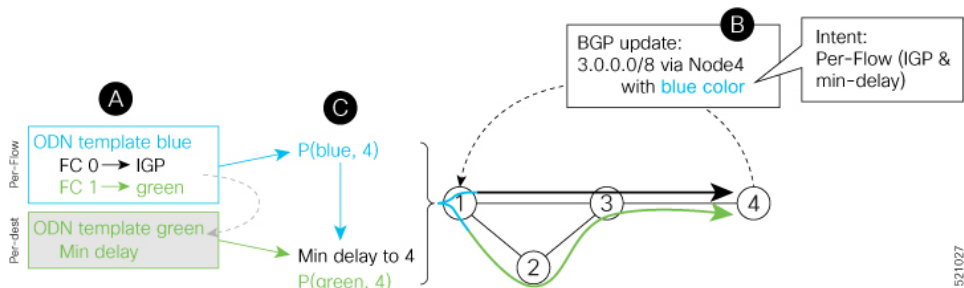 B
BGP update:
3.0.0.0/8 via Node4
with blue color
Intent:
Per-Flow (IGP &
min-delay)
A
C
Per-Flow
ODN template blue
FC 0 → IGP
FC 1 → green
P(blue, 4)
Per-dest
ODN template green
Min delay
Min delay to 4
P(green, 4)
1
3
4
2
521027